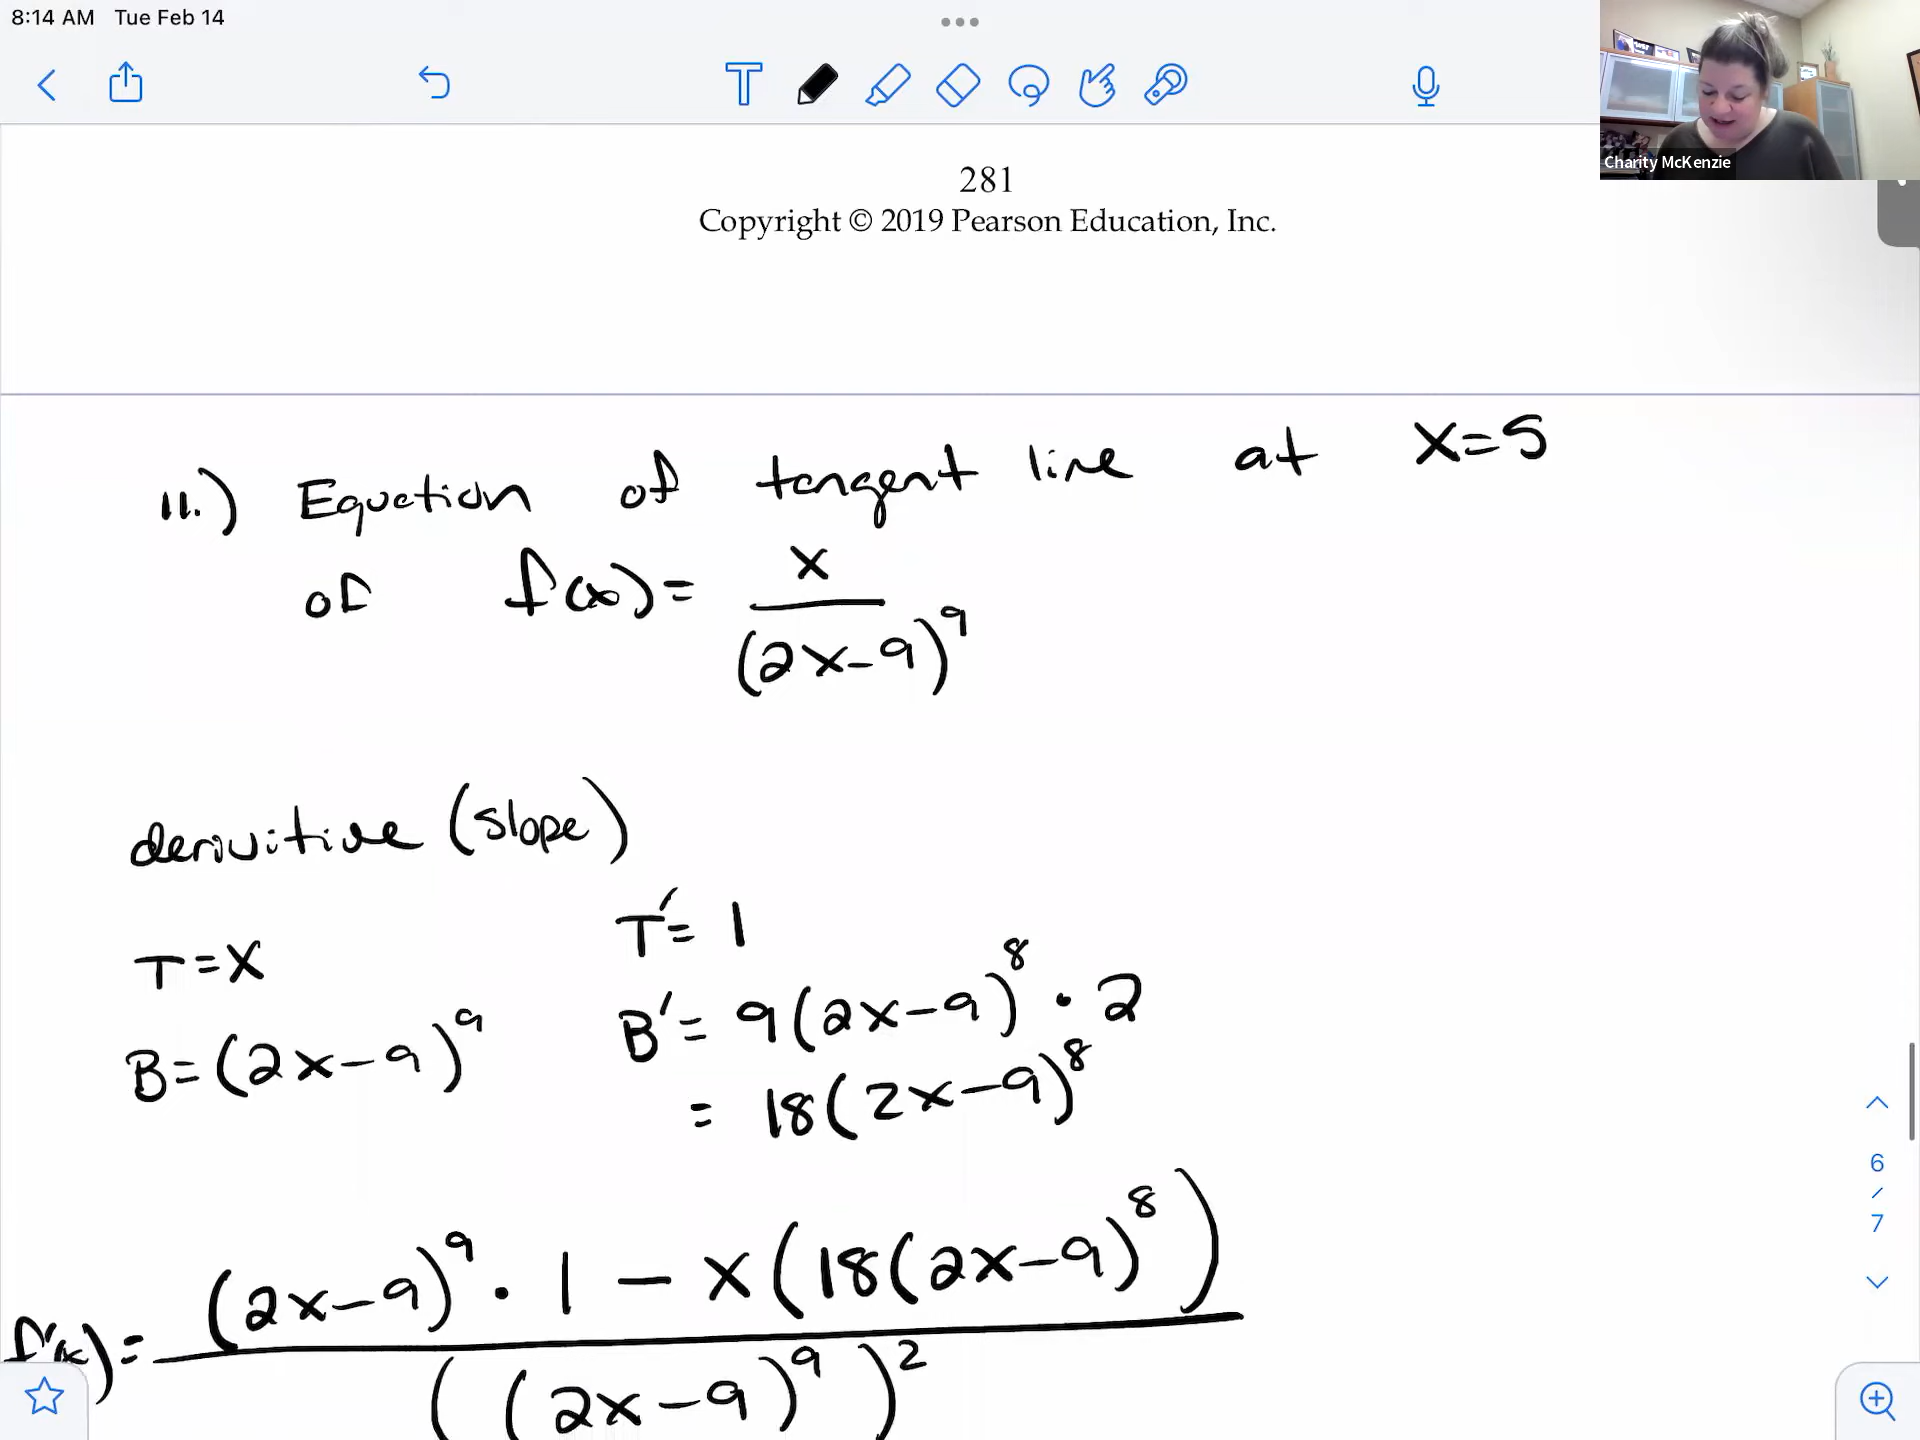 8:14 AM Tue Feb 14
Charity McKenzie
281
Copyright © 2019 Pearson Education, Inc.
11.) Equation of tangent line at x=5
of f(x)= x
(2x-9)^9
derivitive (slope)
T=x T'= 1
B=(2x-9)^9 B'= 9(2x-9)^8 · 2
= 18(2x-9)^8
f'(x)= (2x-9)^9 · 1 - x(18(2x-9)^8)
((2x-9)^9)^2
6
/
7